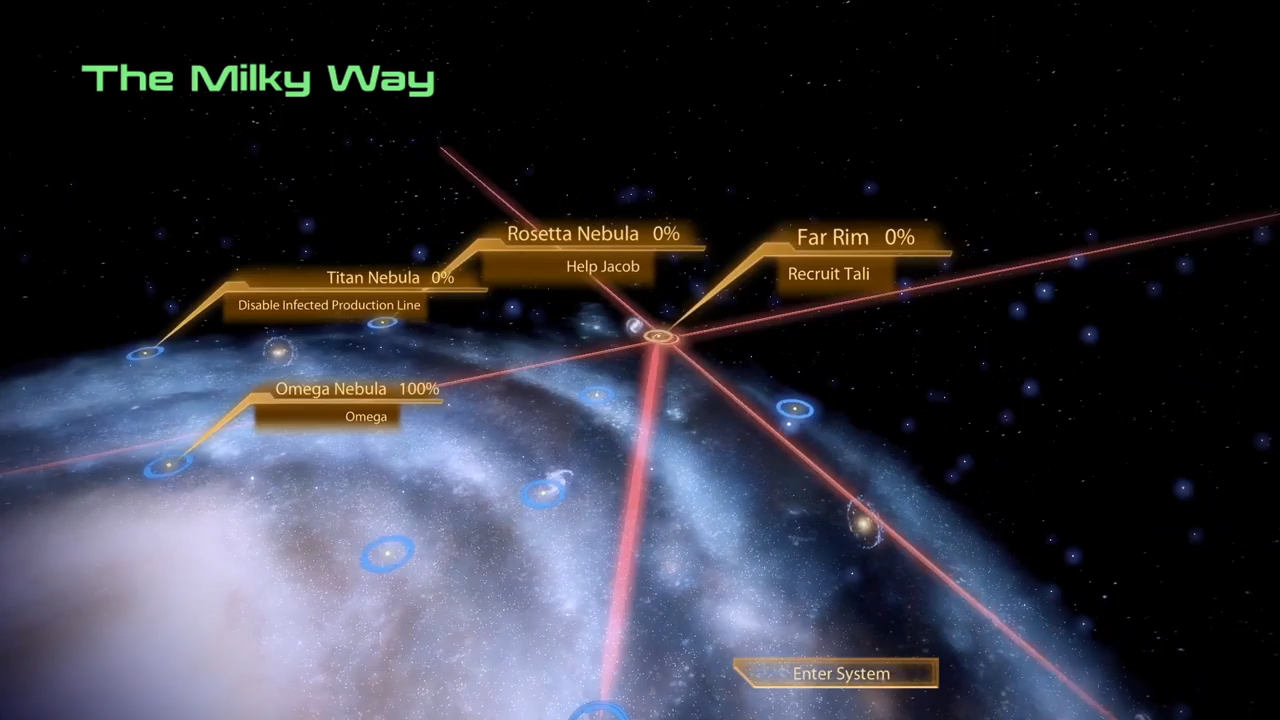 The Milky Way
Rosetta Nebula 0%
Help Jacob
Far Rim 0%
Recruit Tali
Titan Nebula 0%
Disable Infected Production Line
Omega Nebula 100%
Omega
Enter System